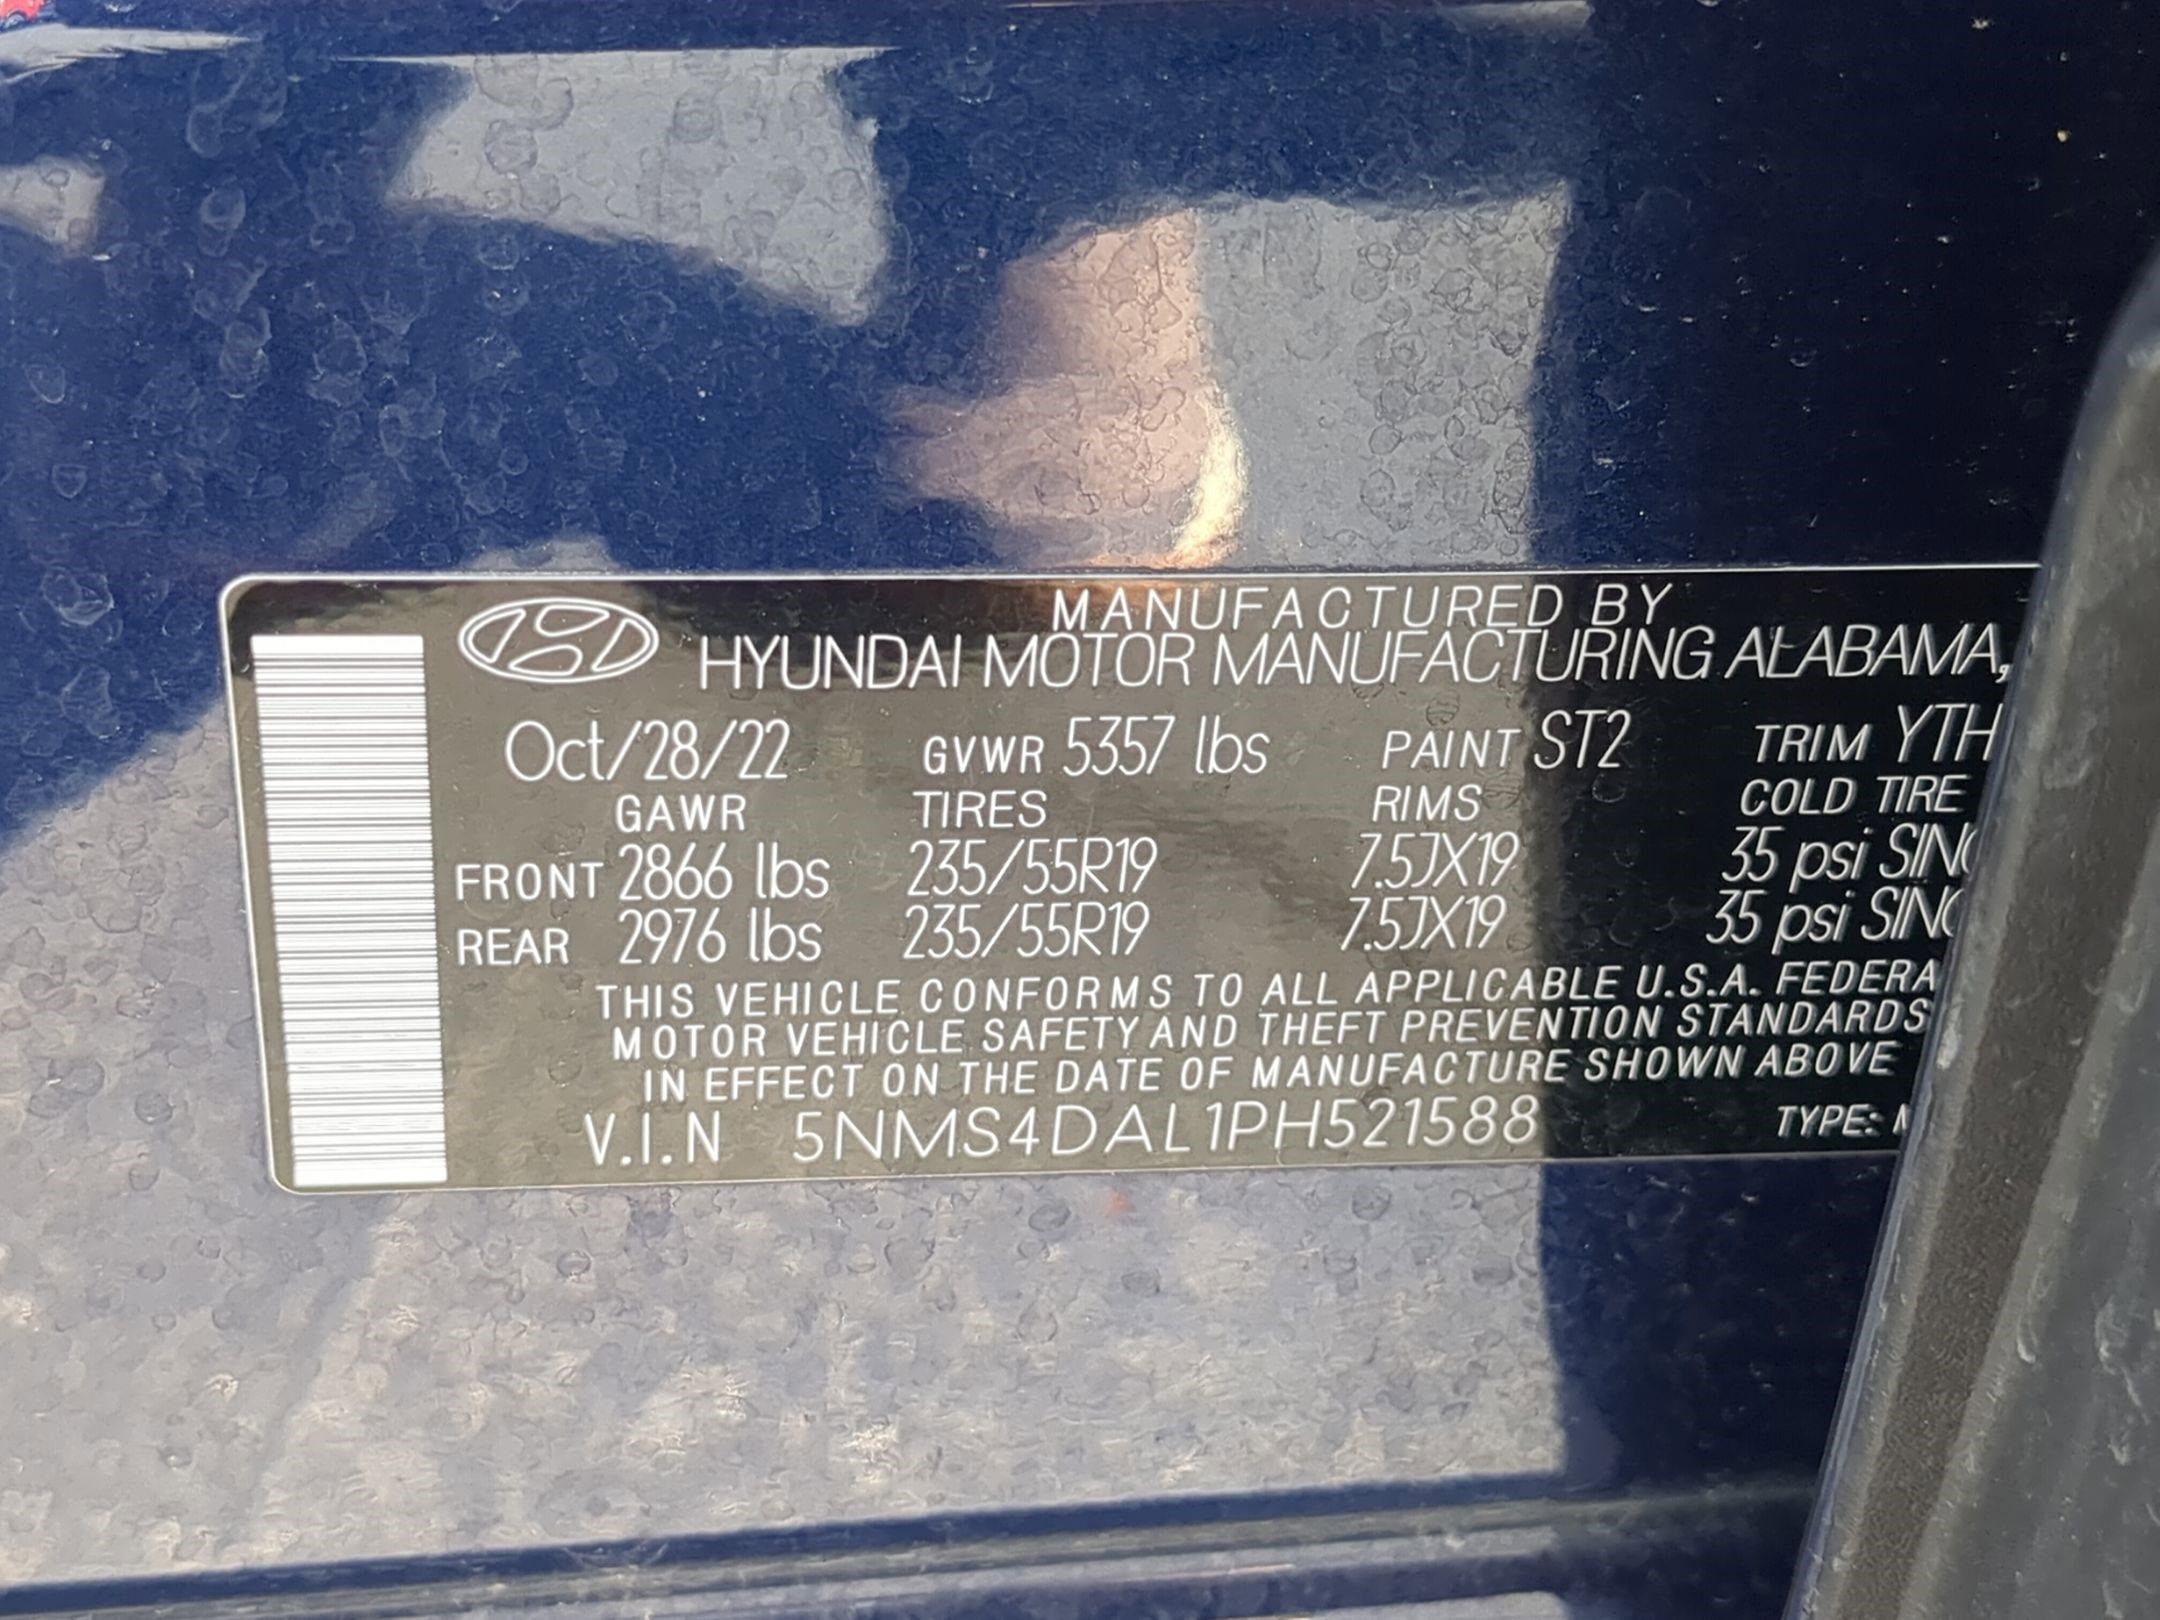 MANUFACTURED BY
HYUNDAI MOTOR MANUFACTURING ALABAMA,
Oct/28/22 GVWR 5357 lbs PAINT ST2 TRIM YTH
GAWR TIRES RIMS COLD TIRE
FRONT 2866 lbs 235/55R19 7.5JX19 35 psi
REAR 2976 lbs 235/55R19 7.5JX19 35 psi
THIS VEHICLE CONFORMS TO ALL APPLICABLE U.S.A. FEDERA
MOTOR VEHICLE SAFETY AND THEFT PREVENTION STANDARDS
IN EFFECT ON THE DATE OF MANUFACTURE SHOWN ABOVE
V.I.N 5NMS4DAL1PH521588 TYPE: